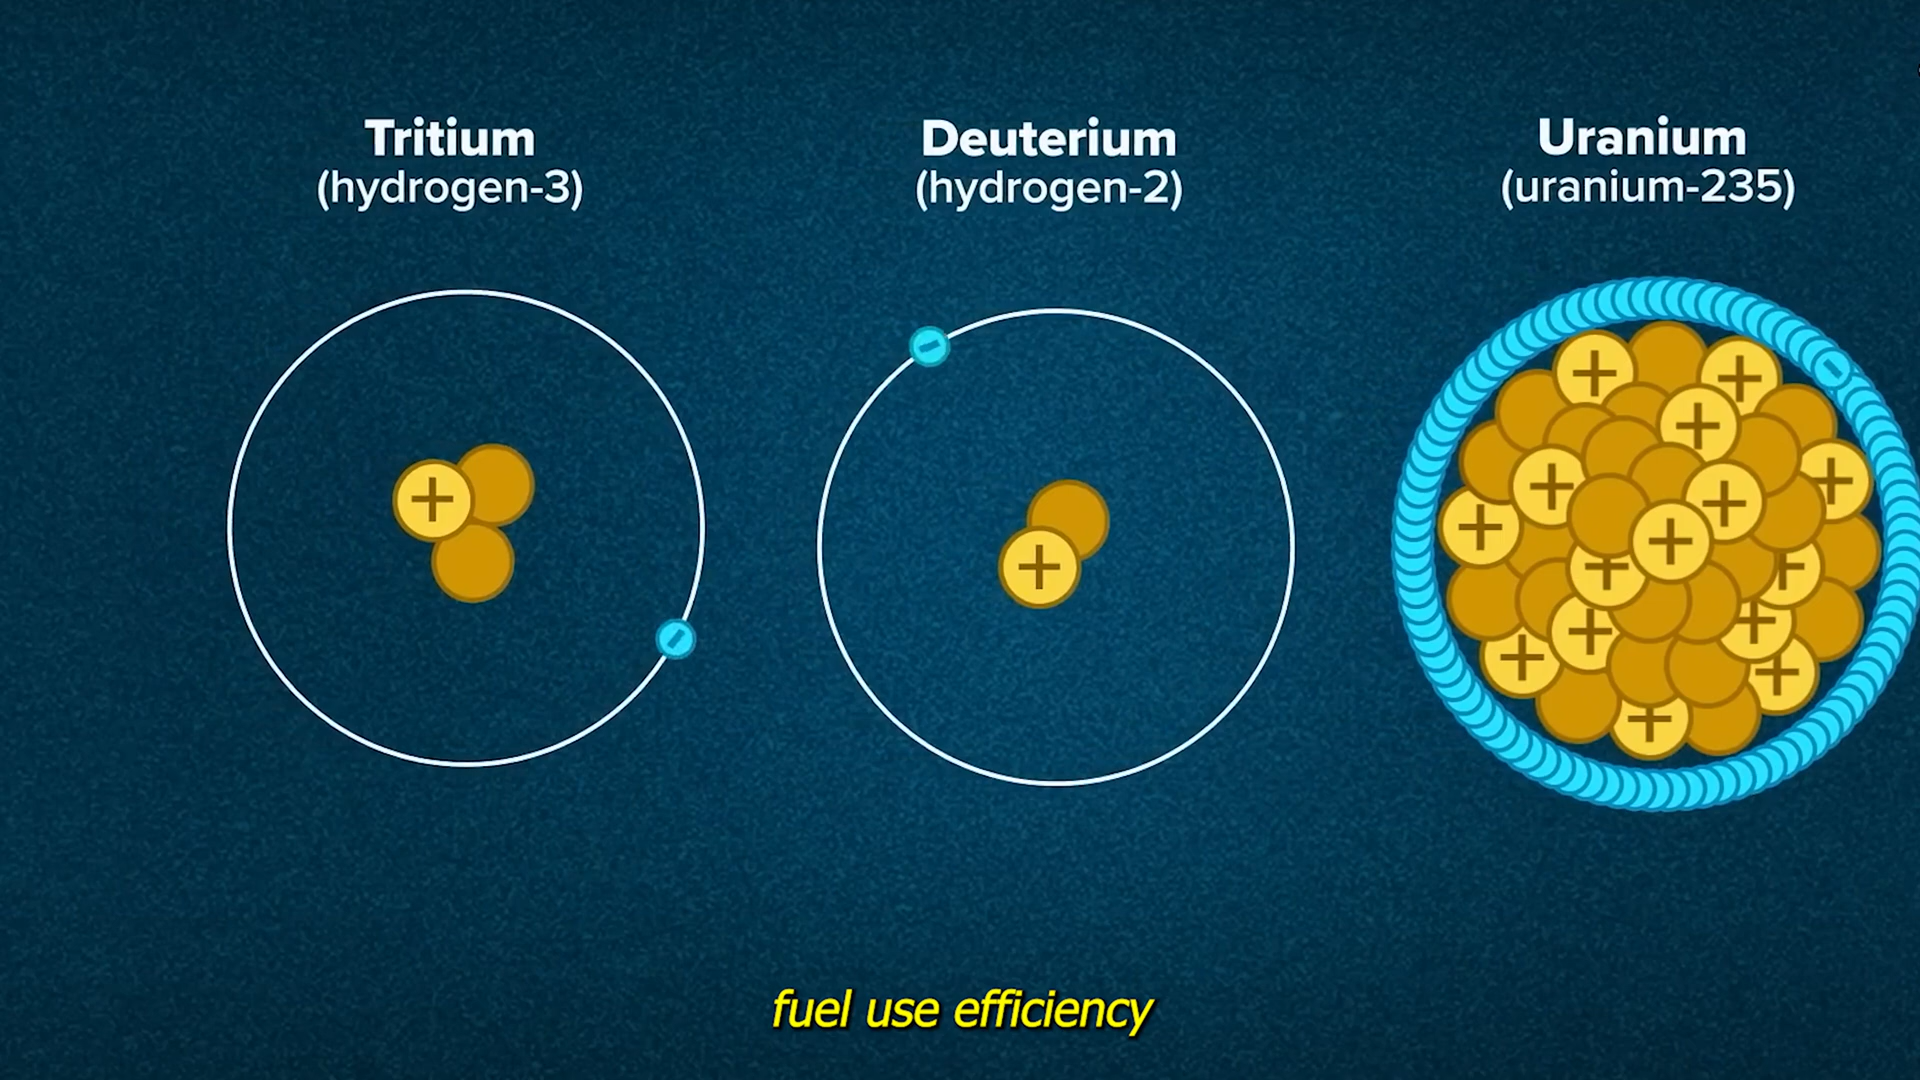 Tritium
(hydrogen-3)
Deuterium
(hydrogen-2)
Uranium
(uranium-235)
fuel use efficiency